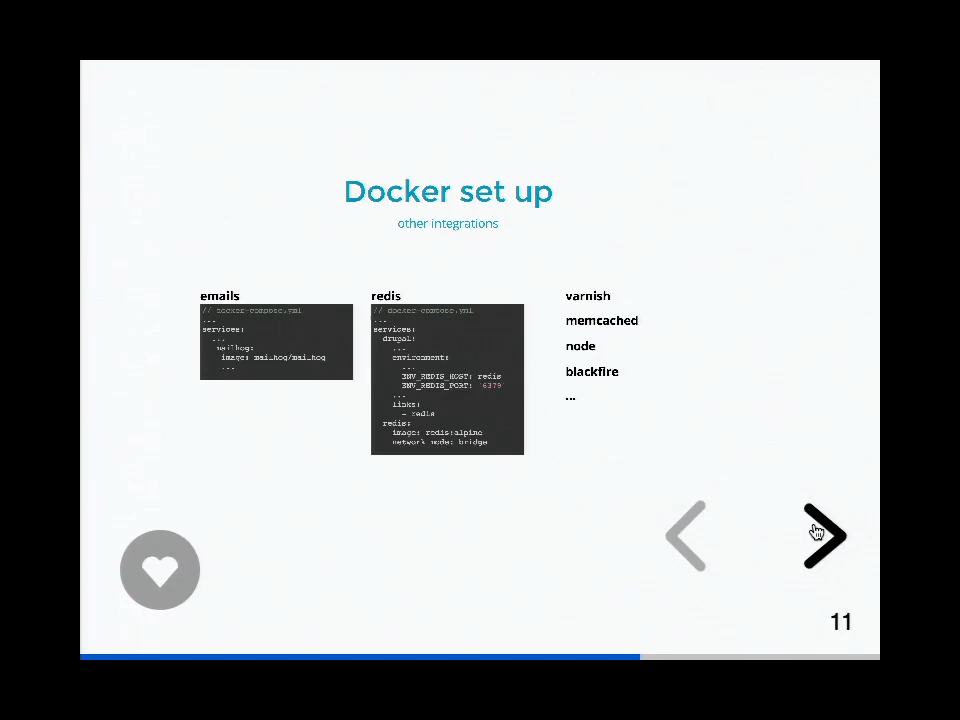 Docker set up
other integrations
emails
// docker-compose.yml
...
services:
...
mailhog:
image: mailhog/mailhog
...
redis
// docker-compose.yml
...
services:
drupal:
...
environment:
...
ENV_REDIS_HOST: redis
ENV_REDIS_PORT: '6379'
...
links:
- redis
redis:
image: redis:alpine
network_mode: bridge
varnish
memcached
node
blackfire
...
11